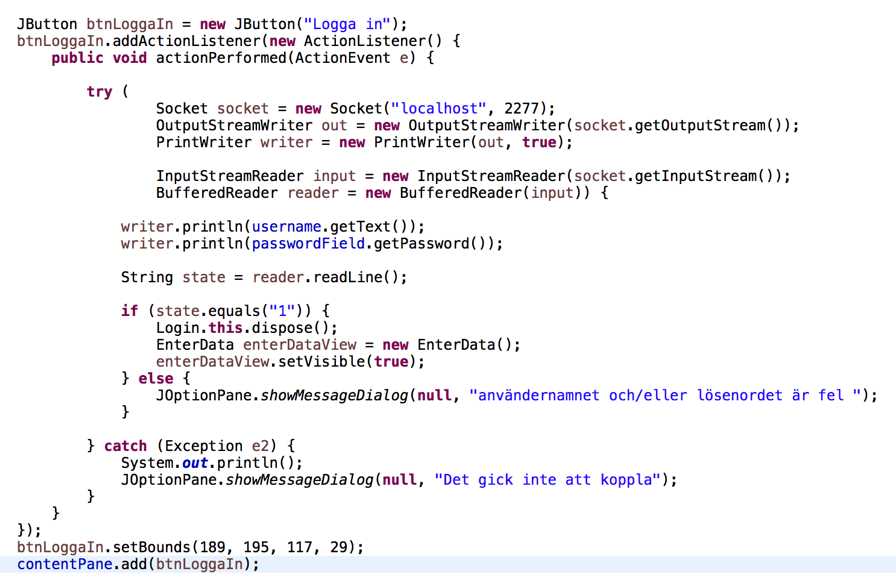 JButton btnLoggaIn = new JButton("Logga in");
btnLoggaIn.addActionListener(new ActionListener() {
    public void actionPerformed(ActionEvent e) {

        try (
                Socket socket = new Socket("localhost", 2277);
                OutputStreamWriter out = new OutputStreamWriter(socket.getOutputStream());
                PrintWriter writer = new PrintWriter(out, true);

                InputStreamReader input = new InputStreamReader(socket.getInputStream());
                BufferedReader reader = new BufferedReader(input)) {

            writer.println(username.getText());
            writer.println(passwordField.getPassword());

            String state = reader.readLine();

            if (state.equals("1")) {
                Login.this.dispose();
                EnterData enterDataView = new EnterData();
                enterDataView.setVisible(true);
            } else {
                JOptionPane.showMessageDialog(null, "användernamnet och/eller lösenordet är fel ");
            }

        } catch (Exception e2) {
            System.out.println();
            JOptionPane.showMessageDialog(null, "Det gick inte att koppla");
        }
    }
});
btnLoggaIn.setBounds(189, 195, 117, 29);
contentPane.add(btnLoggaIn);